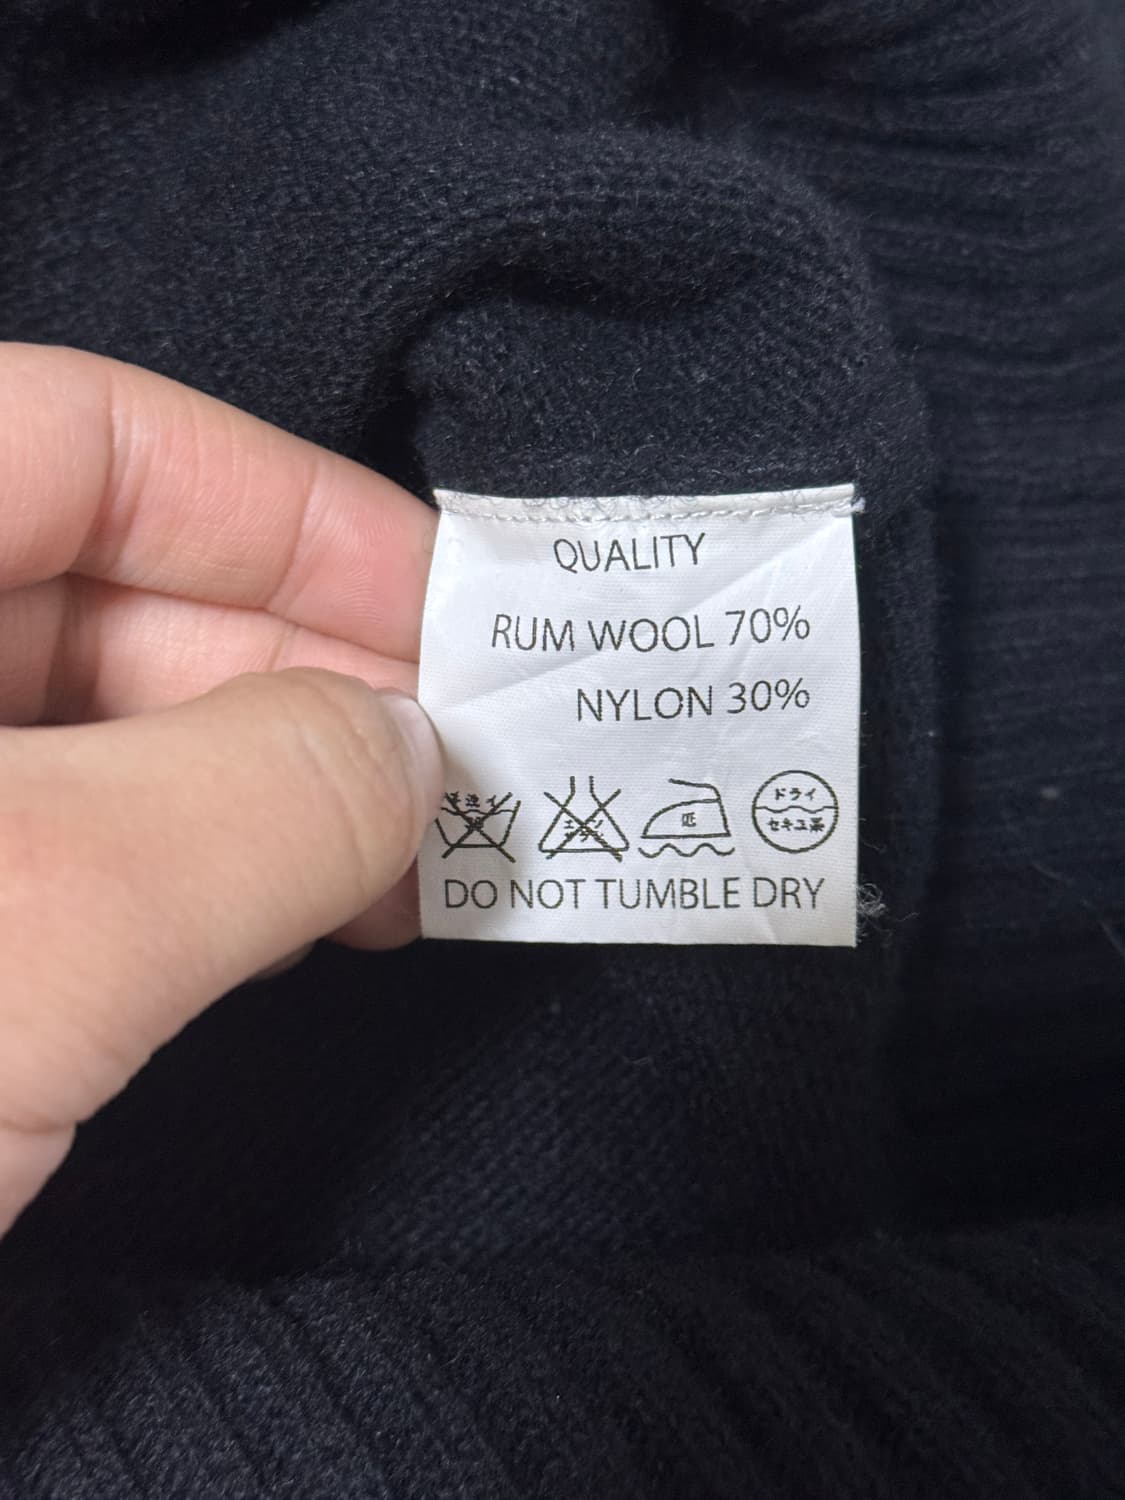 QUALITY
RUM WOOL 70%
NYLON 30%
ドライ
セキユ系
DO NOT TUMBLE DRY